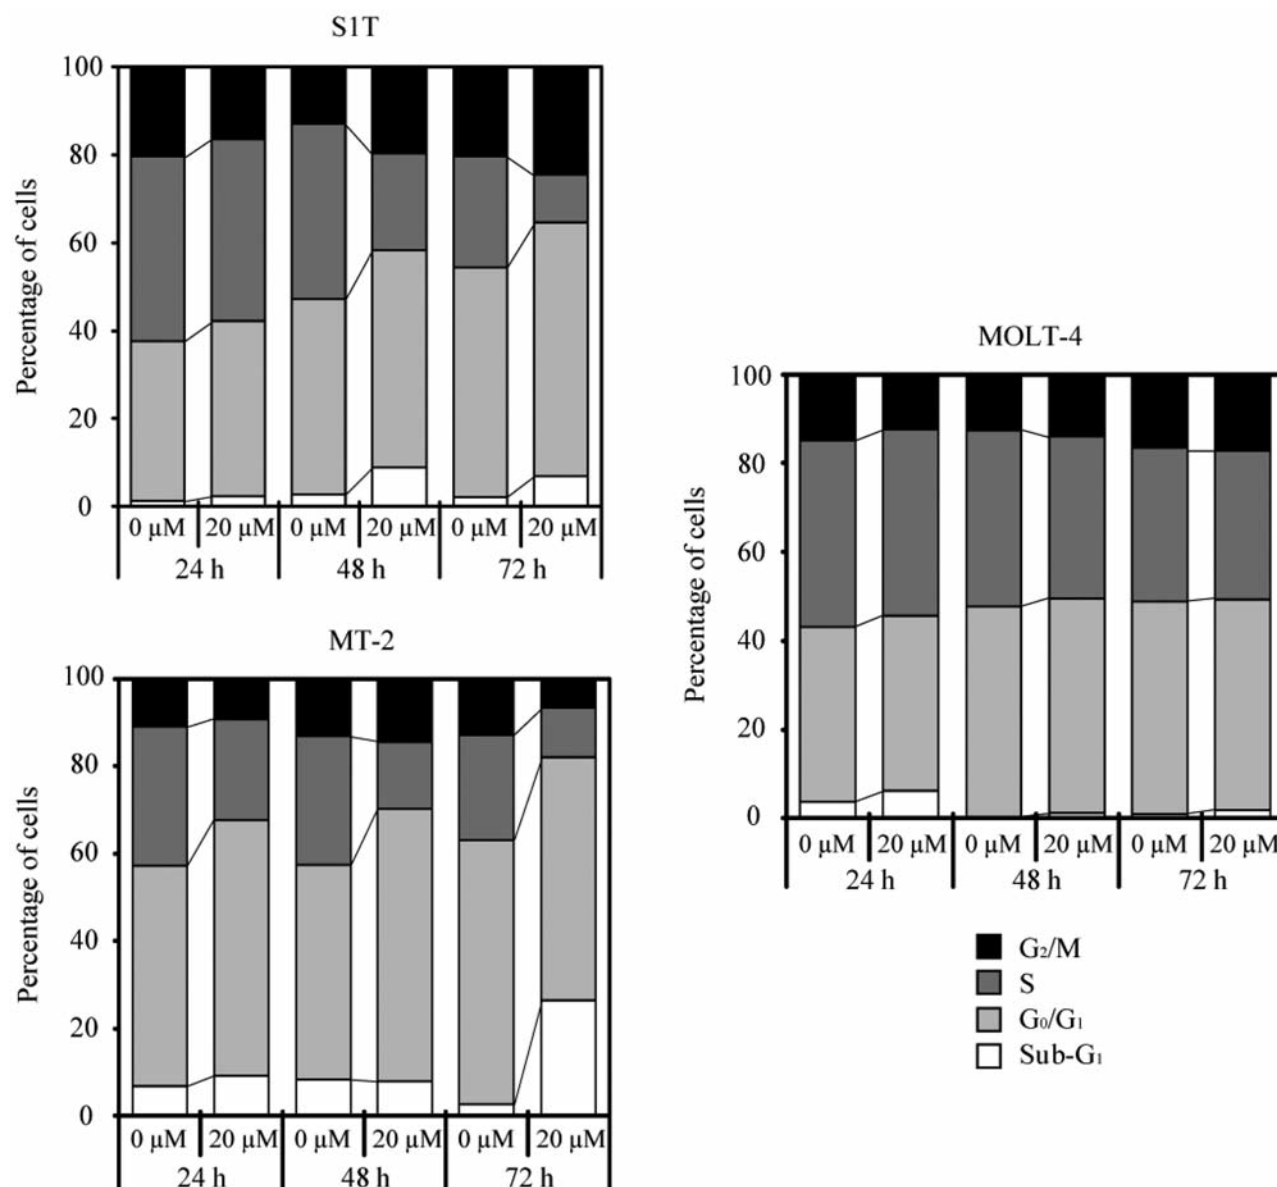 S1T
Percentage of cells
100
80
60
40
20
0
0 µM 20 µM 0 µM 20 µM 0 µM 20 µM
24 h 48 h 72 h
MT-2
Percentage of cells
100
80
60
40
20
0
0 µM 20 µM 0 µM 20 µM 0 µM 20 µM
24 h 48 h 72 h
MOLT-4
Percentage of cells
100
80
60
40
20
0
0 µM 20 µM 0 µM 20 µM 0 µM 20 µM
24 h 48 h 72 h
G₂/M
S
G₀/G₁
Sub-G₁